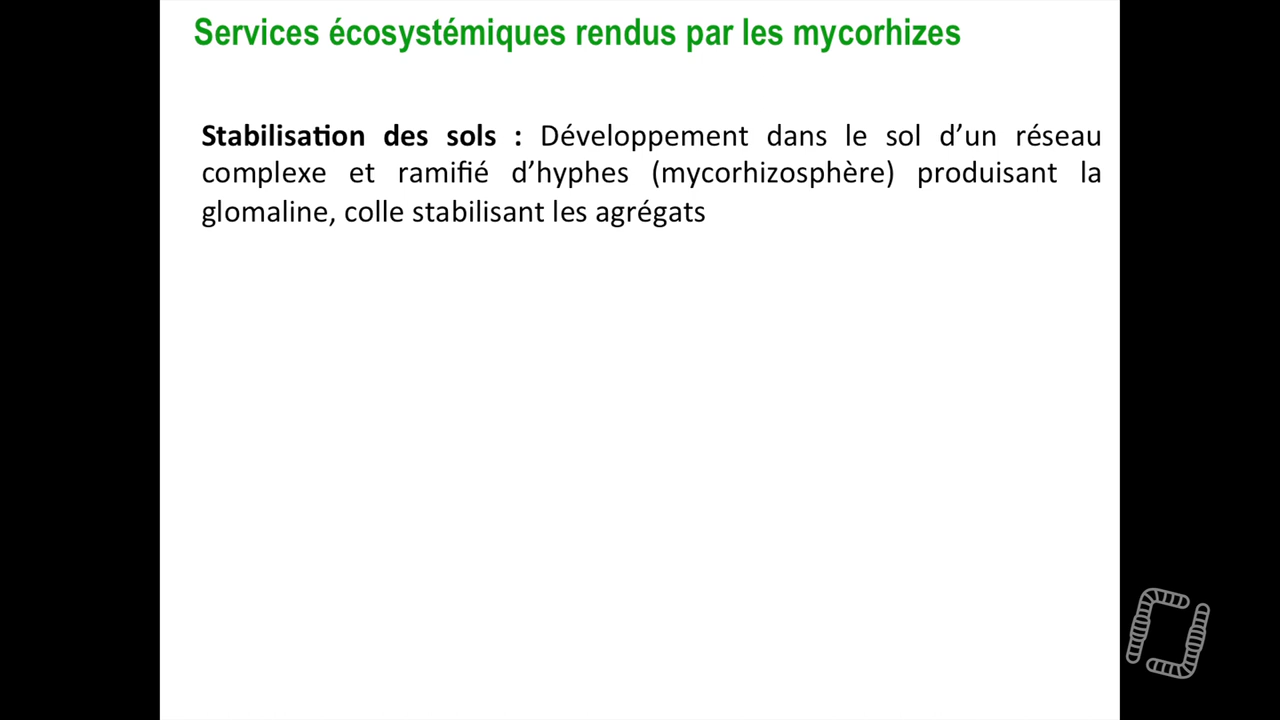 Services écosystémiques rendus par les mycorhizes
Stabilisation des sols : Développement dans le sol d’un réseau
complexe et ramifié d’hyphes (mycorhizosphère) produisant la
glomaline, colle stabilisant les agrégats